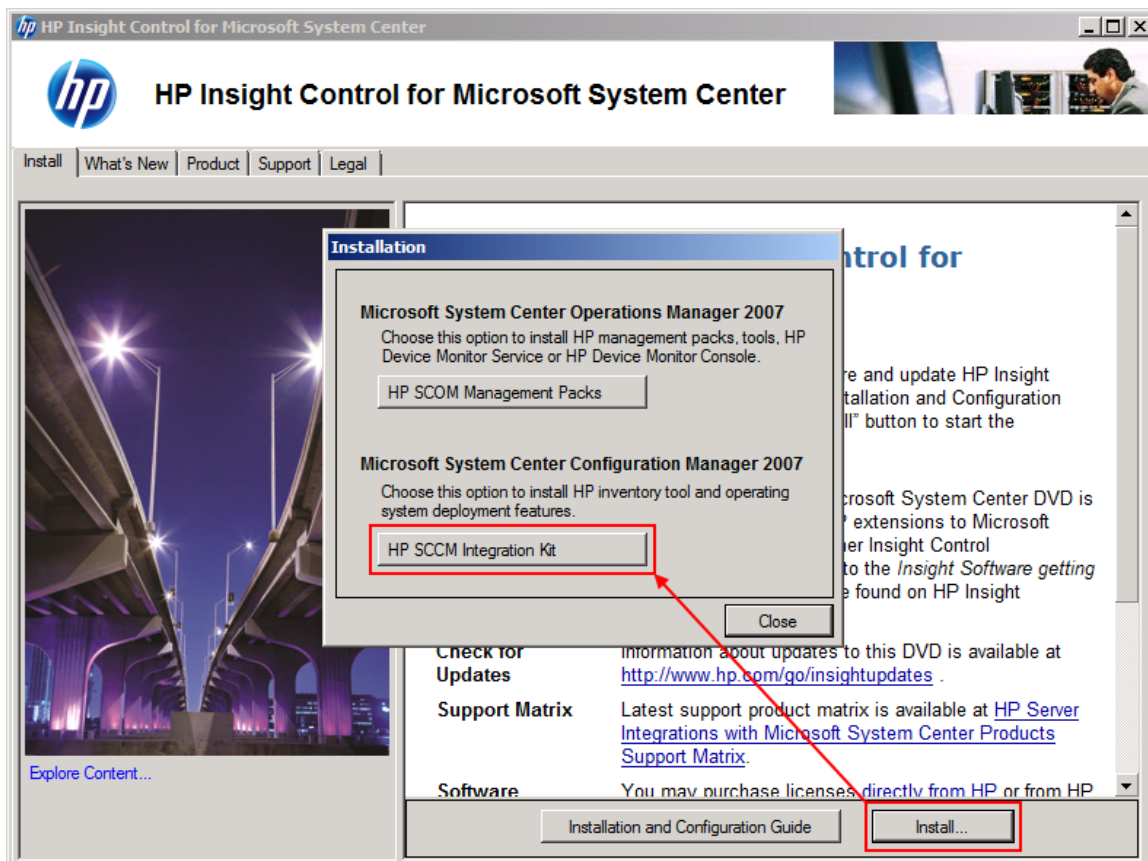 HP Insight Control for Microsoft System Center
hp
HP Insight Control for Microsoft System Center
Install
What's New
Product
Support
Legal
ntrol for
Installation
Microsoft System Center Operations Manager 2007
Choose this option to install HP management packs, tools, HP
Device Monitor Service or HP Device Monitor Console.
HP SCOM Management Packs
Microsoft System Center Configuration Manager 2007
Choose this option to install HP inventory tool and operating
system deployment features.
HP SCCM Integration Kit
Close
re and update HP Insight
tallation and Configuration
ll" button to start the
crosoft System Center DVD is
extensions to Microsoft
er Insight Control
to the Insight Software getting
e found on HP Insight
Check for
Updates
Information about updates to this DVD is available at
http://www.hp.com/go/insightupdates .
Support Matrix
Latest support product matrix is available at HP Server
Integrations with Microsoft System Center Products
Support Matrix.
Software
You may purchase licenses directly from HP or from HP
Explore Content...
Installation and Configuration Guide
Install...